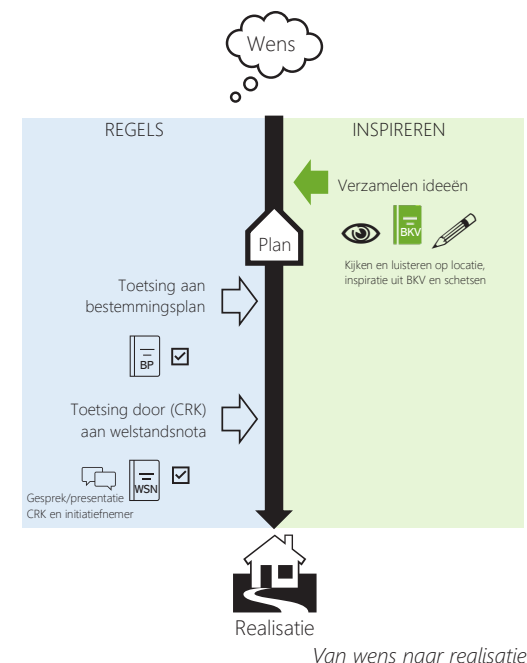 Wens
REGELS
INSPIREREN
Verzamelen ideeën
BKV
Kijken en luisteren op locatie,
inspiratie uit BKV en schetsen
Plan
Toetsing aan
bestemmingsplan
BP
Toetsing door (CRK)
aan welstandsnota
WSN
Gesprek/presentatie
CRK en initiatiefnemer
Realisatie
Van wens naar realisatie